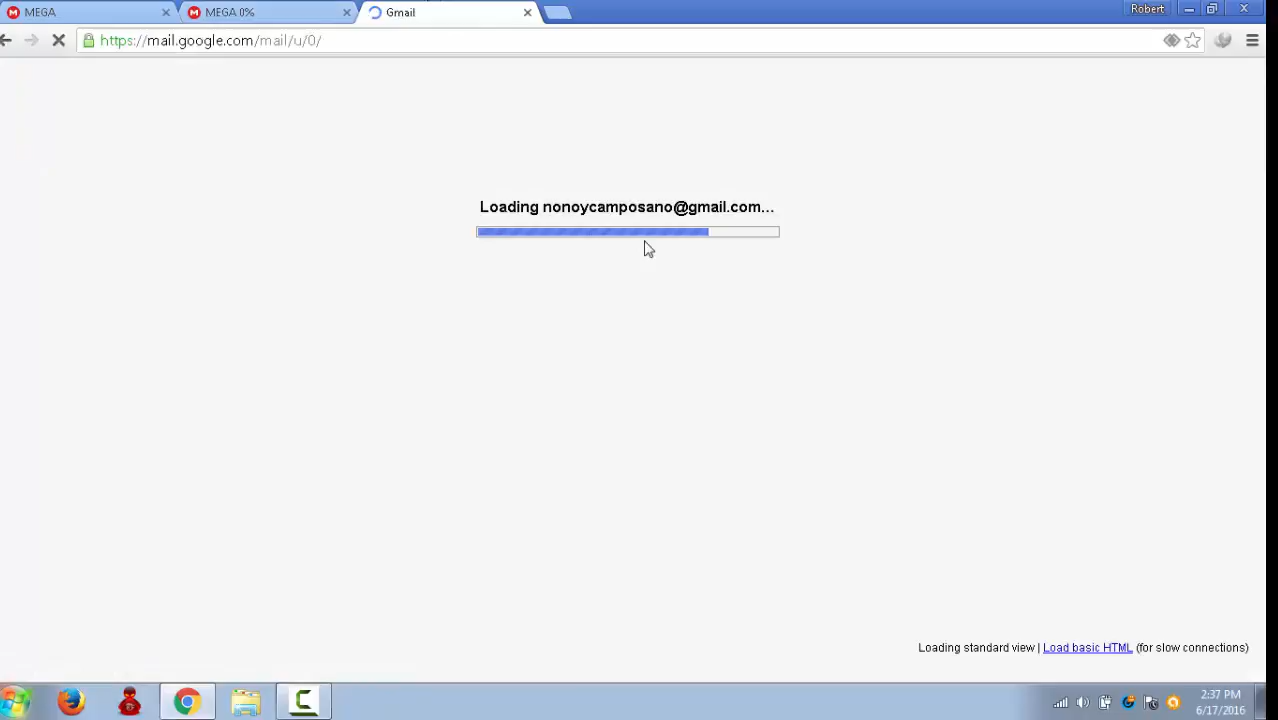 MEGA
MEGA 0%
Gmail
Robert
https://mail.google.com/mail/u/0/
Loading nonoycamposano@gmail.com...
Loading standard view | Load basic HTML (for slow connections)
2:37 PM
6/17/2016